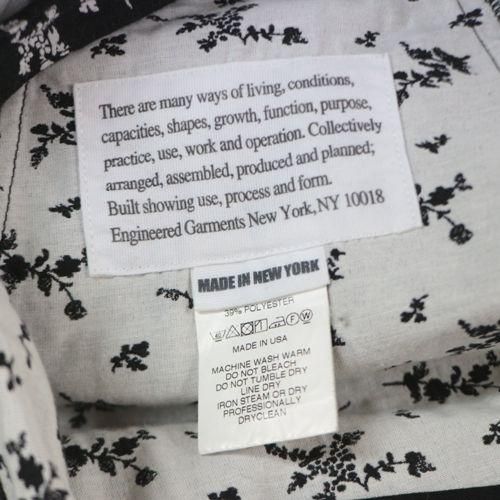 There are many ways of living, conditions,
capacities, shapes, growth, function, purpose,
practice, use, work and operation. Collectively
arranged, assembled, produced and planned;
Built showing use, process and form.
Engineered Garments New York, NY 10018
MADE IN NEW YORK
39% POLYESTER
MADE IN USA
MACHINE WASH WARM
DO NOT BLEACH
DO NOT TUMBLE DRY
LINE DRY
IRON STEAM OR DRY
PROFESSIONALLY
DRYCLEAN